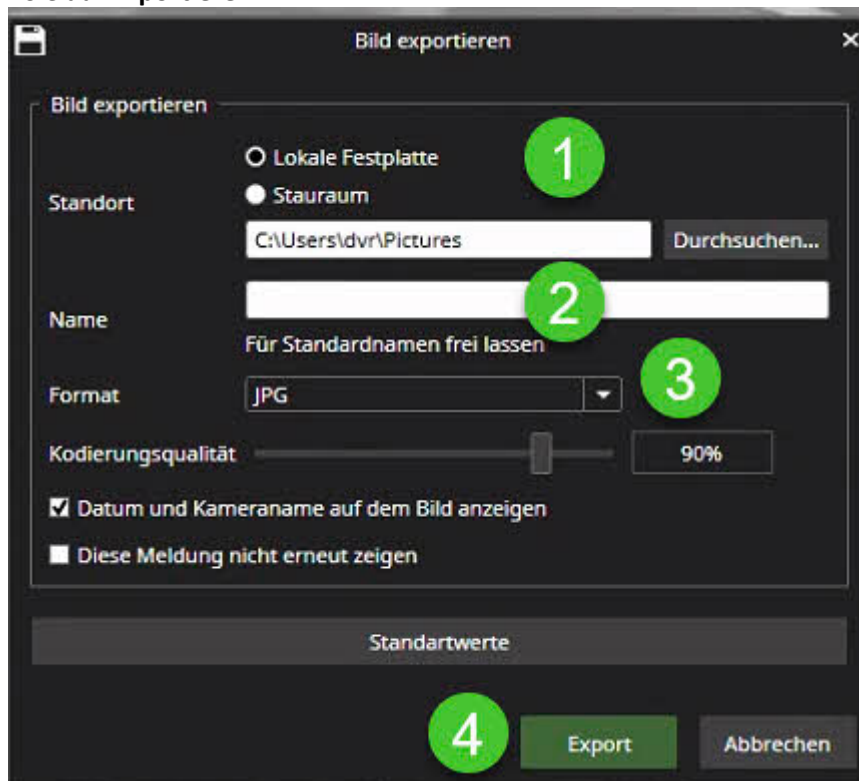 Bild exportieren
Bild exportieren
Lokale Festplatte
1
Standort
Stauraum
C:\Users\dvr\Pictures
Durchsuchen...
Name
2
Für Standardnamen frei lassen
3
Format
JPG
Kodierungsqualität
90%
Datum und Kameraname auf dem Bild anzeigen
Diese Meldung nicht erneut zeigen
Standartwerte
4
Export
Abbrechen